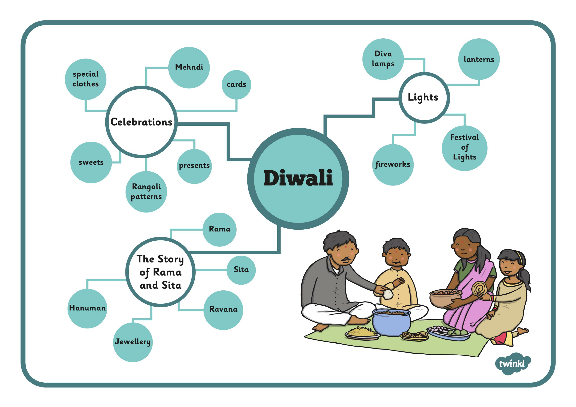 special
clothes
Mehndi
cards
Celebrations
sweets
Rangoli
patterns
presents
Diva
lamps
lanterns
Lights
fireworks
Festival
of
Lights
Diwali
The Story
of Rama
and Sita
Rama
Sita
Ravana
Hanuman
Jewellery
twinkl